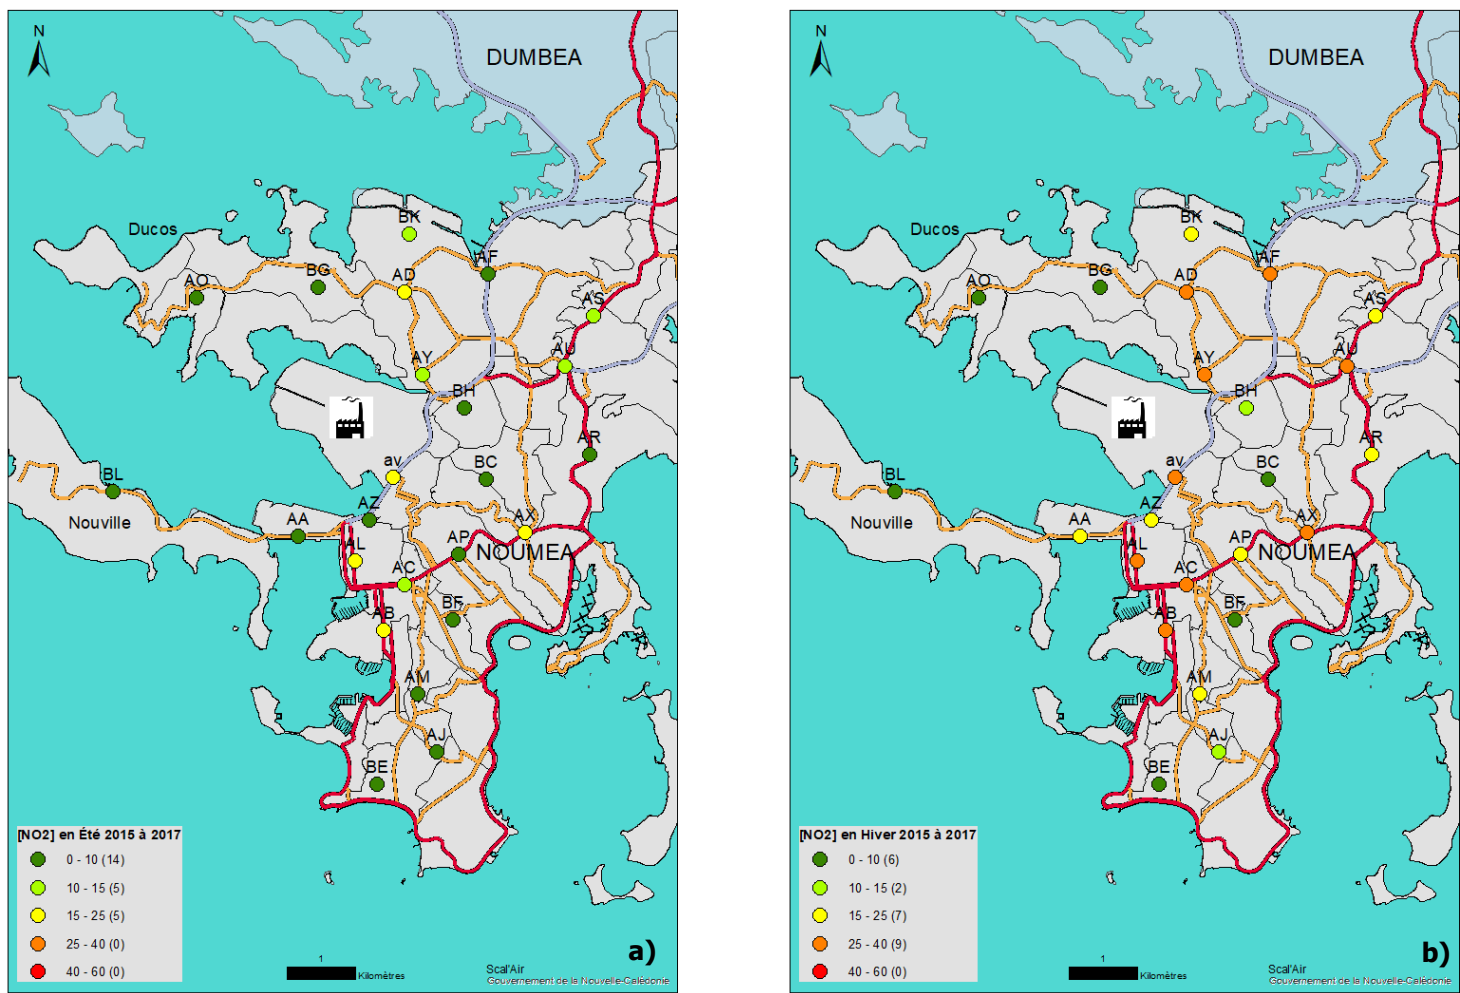 N
DUMBEA
BK
Ducos
AF
BG
AD
AO
AS
AU
AY
BH
AR
av
BC
BL
AZ
Nouville
AA
AX
AP
NOUMEA
AL
AC
BF
AB
AM
AJ
BE
[NO2] en Été 2015 à 2017
0 - 10 (14)
10 - 15 (5)
15 - 25 (5)
25 - 40 (0)
40 - 60 (0)
1
Kilomètres
Scal'Air
Gouvernement de la Nouvelle-Calédonie
a)
N
DUMBEA
BK
Ducos
AF
BG
AD
AO
AS
AU
AY
BH
AR
av
BC
BL
AZ
Nouville
AA
AX
AP
NOUMEA
AL
AC
BF
AB
AM
AJ
BE
[NO2] en Hiver 2015 à 2017
0 - 10 (6)
10 - 15 (2)
15 - 25 (7)
25 - 40 (9)
40 - 60 (0)
1
Kilomètres
Scal'Air
Gouvernement de la Nouvelle-Calédonie
b)